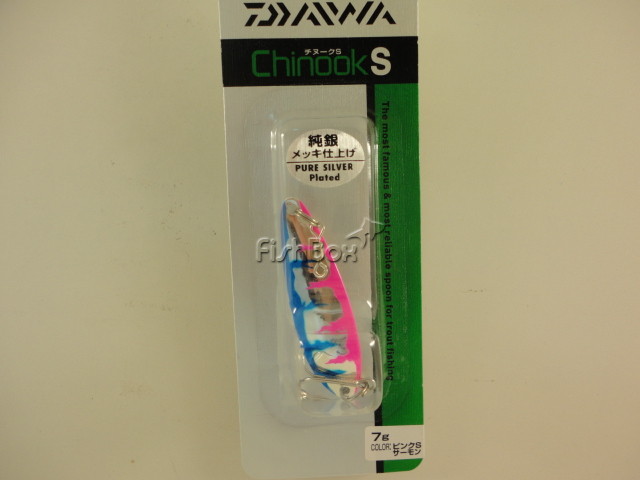 DAIWA
チヌークS
Chinook S
純銀
メッキ仕上げ
PURE SILVER
Plated
The most famous & most reliable spoon for trout fishing
FishBox
7g
COLOR: ピンクS
サーモン